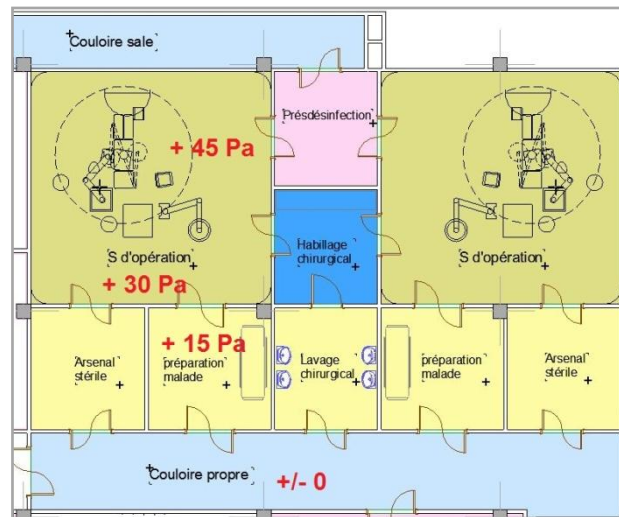 Couloire sale
Présdésinfection
+ 45 Pa
Habillage
chirurgical
S d'opération
S d'opération
+ 30 Pa
+ 15 Pa
Arsenal
stérile
préparation
malade
Lavage
chirurgical
préparation
malade
Arsenal
stérile
Couloire propre
+/- 0